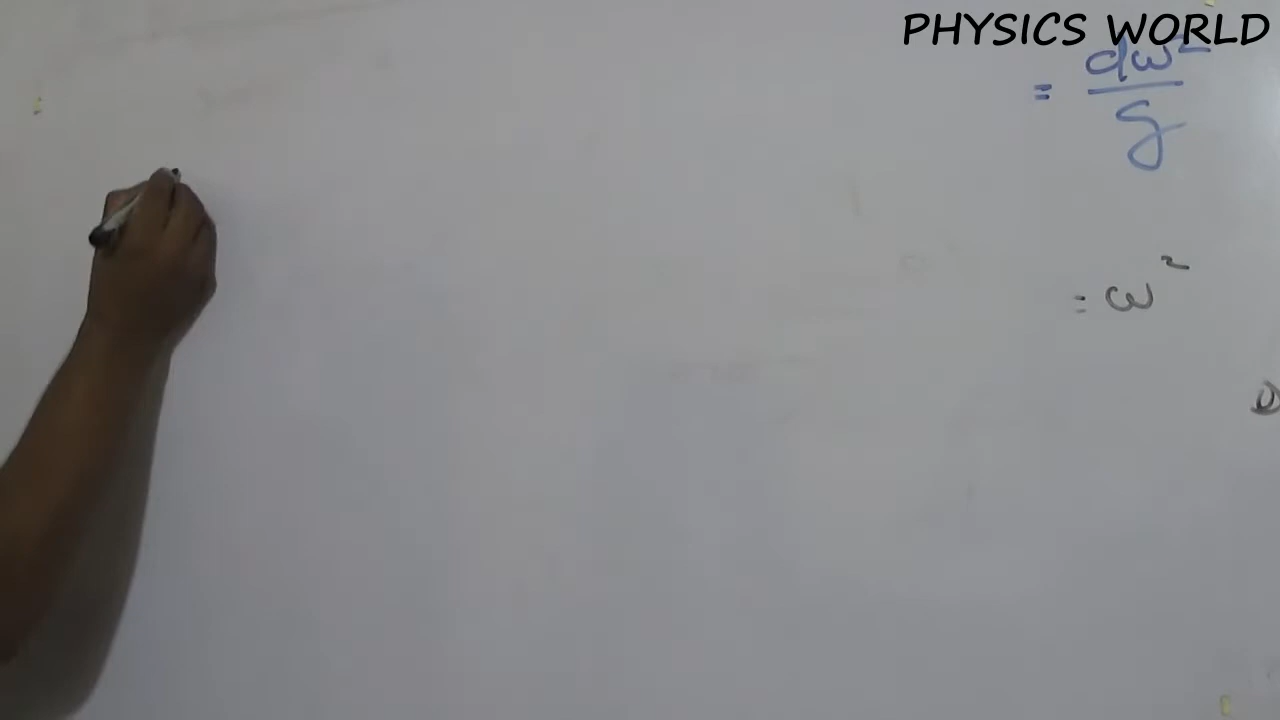 PHYSICS WORLD
= dω²
g
= ω²